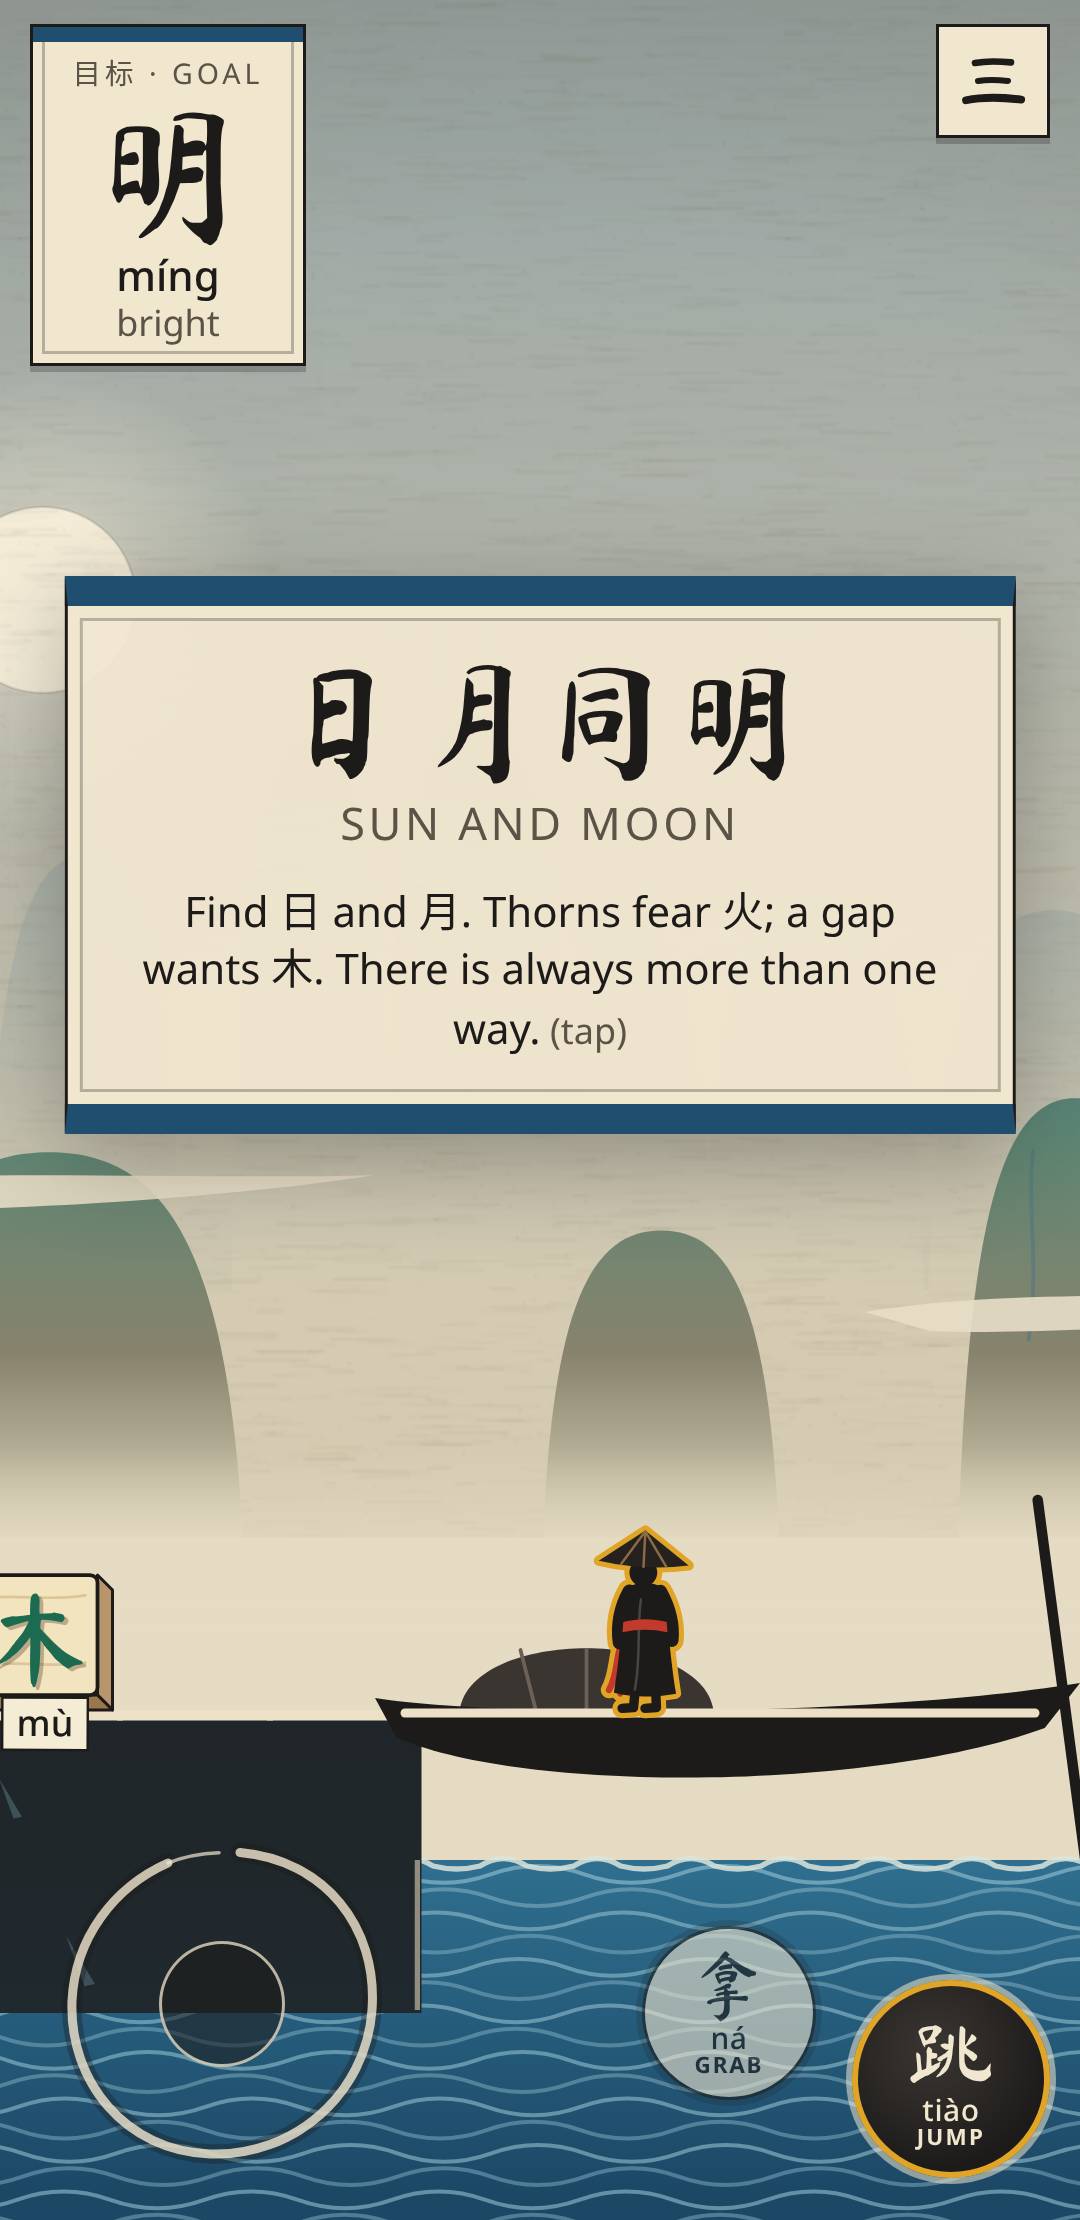 目标 · GOAL
明
míng
bright
三
日月同明
SUN AND MOON
Find 日 and 月. Thorns fear 火; a gap
wants 木. There is always more than one
way. (tap)
木
mù
拿
ná
GRAB
跳
tiào
JUMP